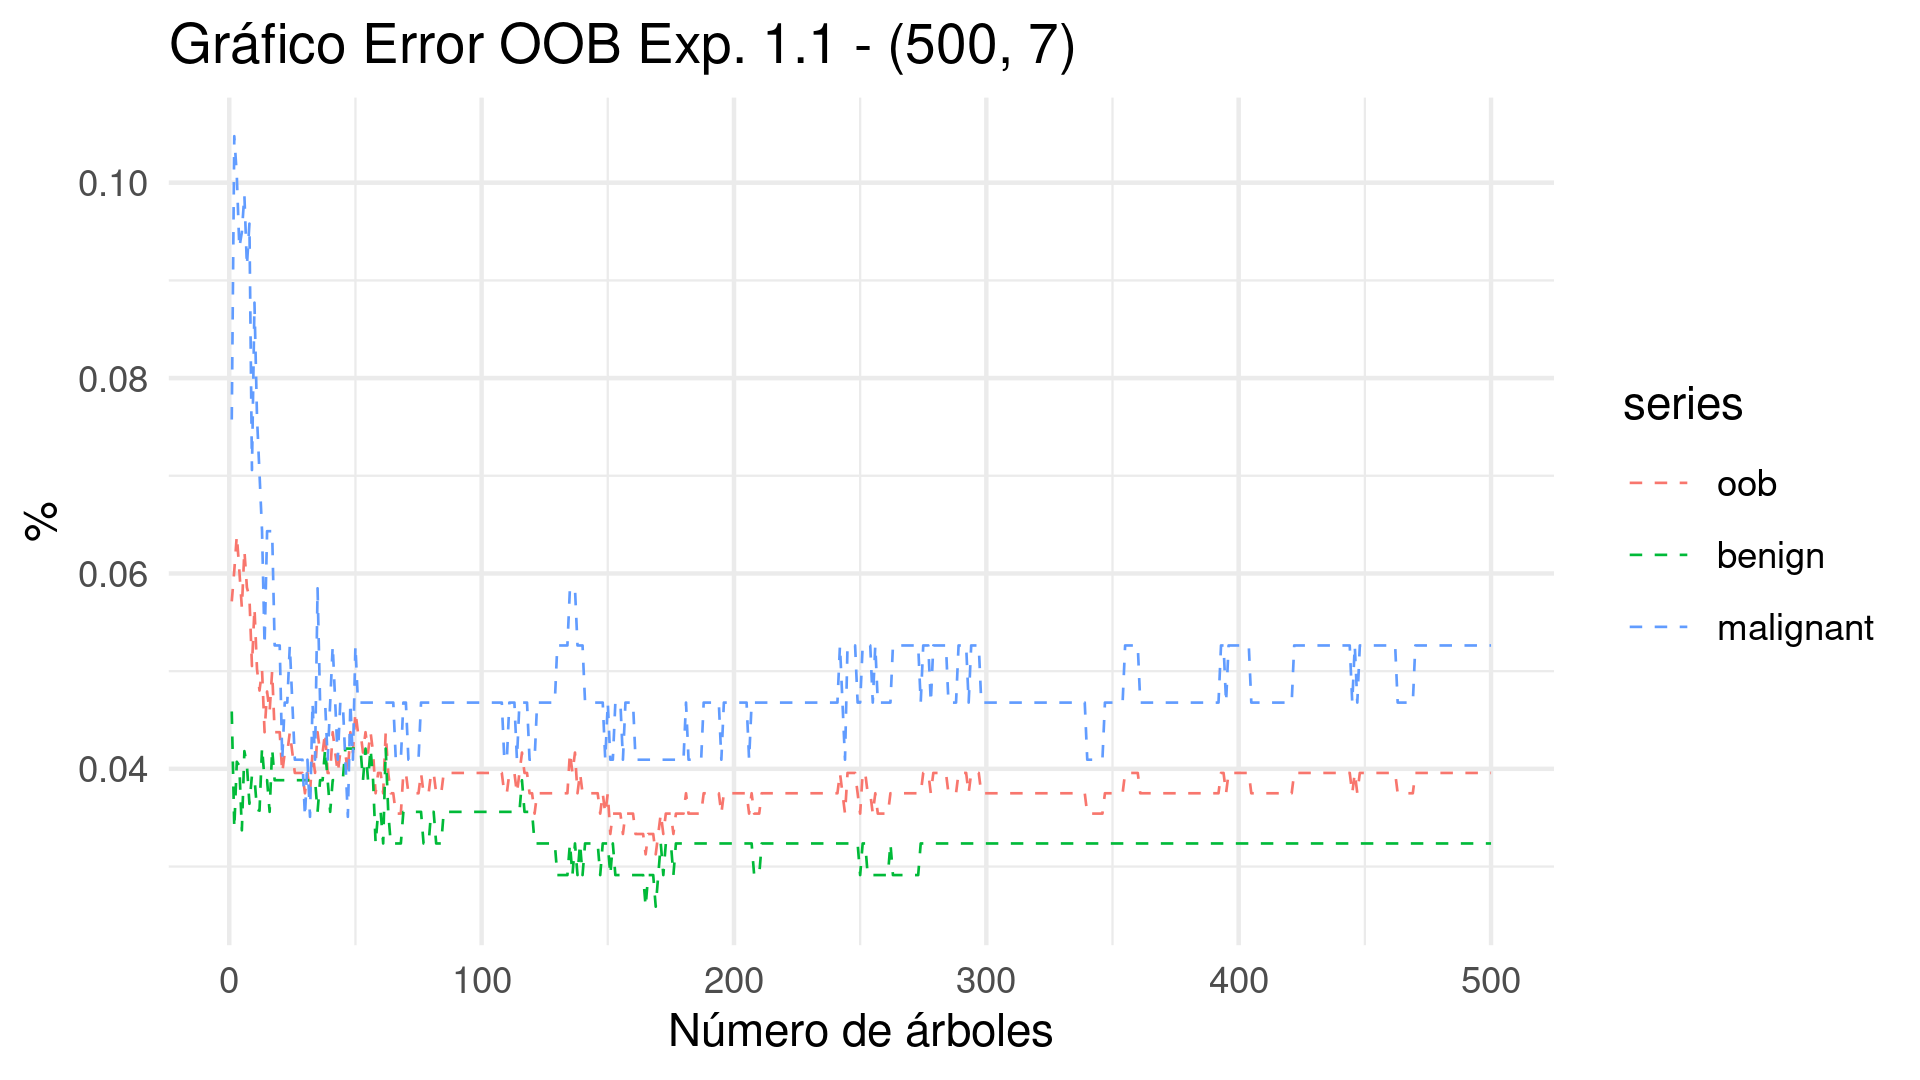 Gráfico Error OOB Exp. 1.1 - (500, 7)
0.10
0.08
0.06
0.04
%
0
100
200
300
400
500
Número de árboles
series
oob
benign
malignant